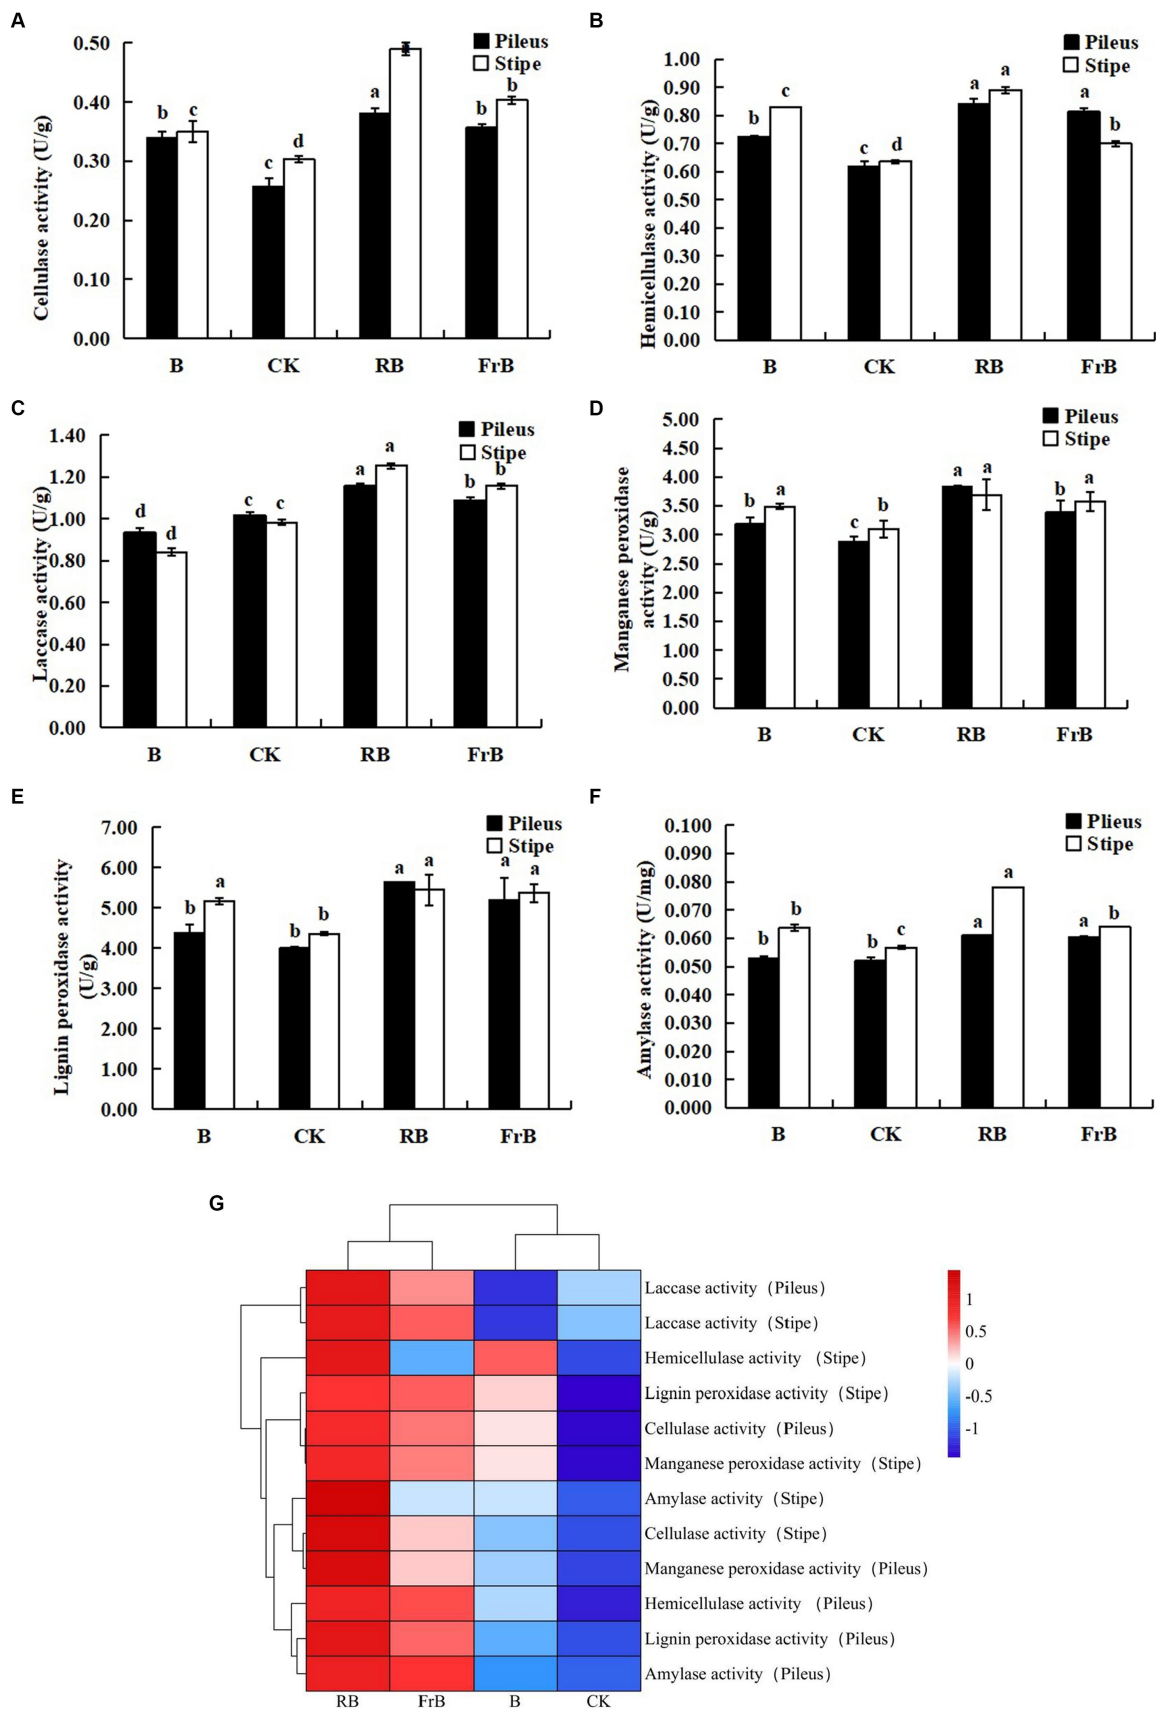 A
Cellulase activity (U/g)
0.50
0.40
0.30
0.20
0.10
0.00
Pileus
Stipe
b c
c d
a
b b
B CK RB FrB
B
Hemicellulase activity (U/g)
1.00
0.90
0.80
0.70
0.60
0.50
0.40
0.30
0.20
0.10
0.00
Pileus
Stipe
b c
c d
a a
a b
B CK RB FrB
C
Laccase activity (U/g)
1.40
1.20
1.00
0.80
0.60
0.40
0.20
0.00
Pileus
Stipe
d d
c c
a a
b b
B CK RB FrB
D
Manganese peroxidase
activity (U/g)
5.00
4.50
4.00
3.50
3.00
2.50
2.00
1.50
1.00
0.50
0.00
Pileus
Stipe
b a
c b
a a
b a
B CK RB FrB
E
Lignin peroxidase activity
(U/g)
7.00
6.00
5.00
4.00
3.00
2.00
1.00
0.00
Pileus
Stipe
b a
b b
a a
a a
B CK RB FrB
F
Amylase activity (U/mg)
0.100
0.090
0.080
0.070
0.060
0.050
0.040
0.030
0.020
0.010
0.000
Plieus
Stipe
b b
b c
a a
a b
B CK RB FrB
G
Laccase activity（Pileus）
Laccase activity（Stipe）
Hemicellulase activity （Stipe）
Lignin peroxidase activity（Stipe）
Cellulase activity（Pileus）
Manganese peroxidase activity（Stipe）
Amylase activity（Stipe）
Cellulase activity（Stipe）
Manganese peroxidase activity（Pileus）
Hemicellulase activity （Pileus）
Lignin peroxidase activity（Pileus）
Amylase activity（Pileus）
RB FrB B CK
1
0.5
0
-0.5
-1